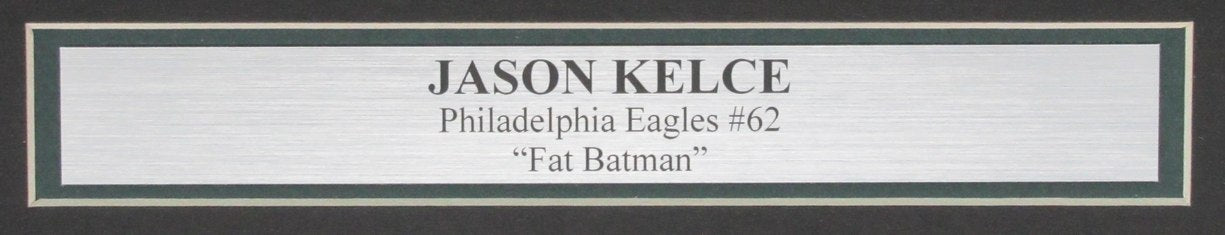 JASON KELCE
Philadelphia Eagles #62
“Fat Batman”